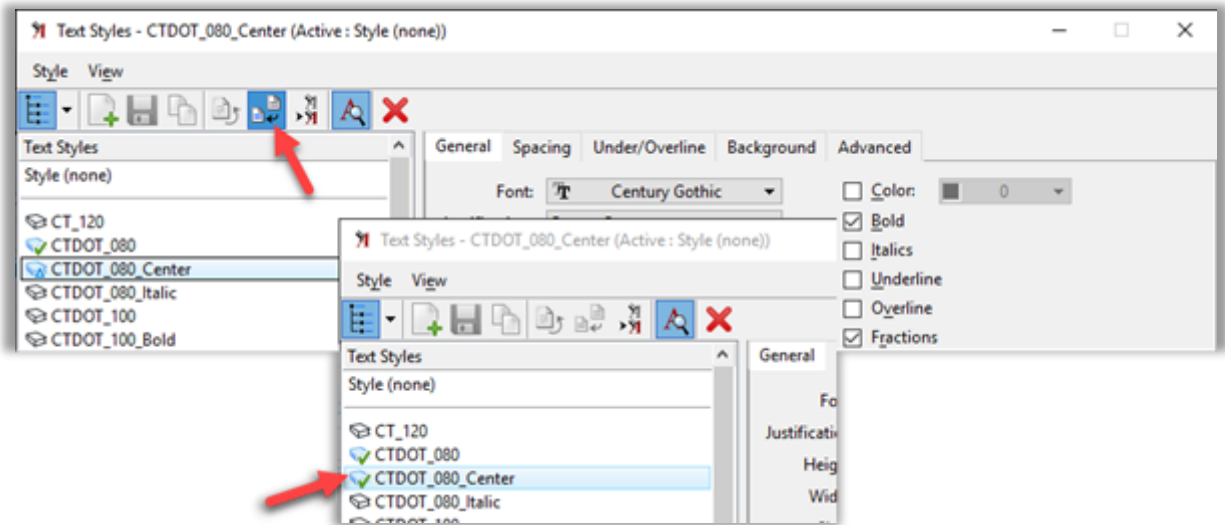 Text Styles - CTDOT_080_Center (Active : Style (none))
Style View
Text Styles
Style (none)
CT_120
CTDOT_080
CTDOT_080_Center
CTDOT_080_Italic
CTDOT_100
CTDOT_100_Bold
General Spacing Under/Overline Background Advanced
Font: Century Gothic
Color: 0
Bold
Italics
Underline
Overline
Fractions
Text Styles - CTDOT_080_Center (Active : Style (none))
Style View
Text Styles
Style (none)
CT_120
CTDOT_080
CTDOT_080_Center
CTDOT_080_Italic
General
Fo
Justificati
Heig
Wid